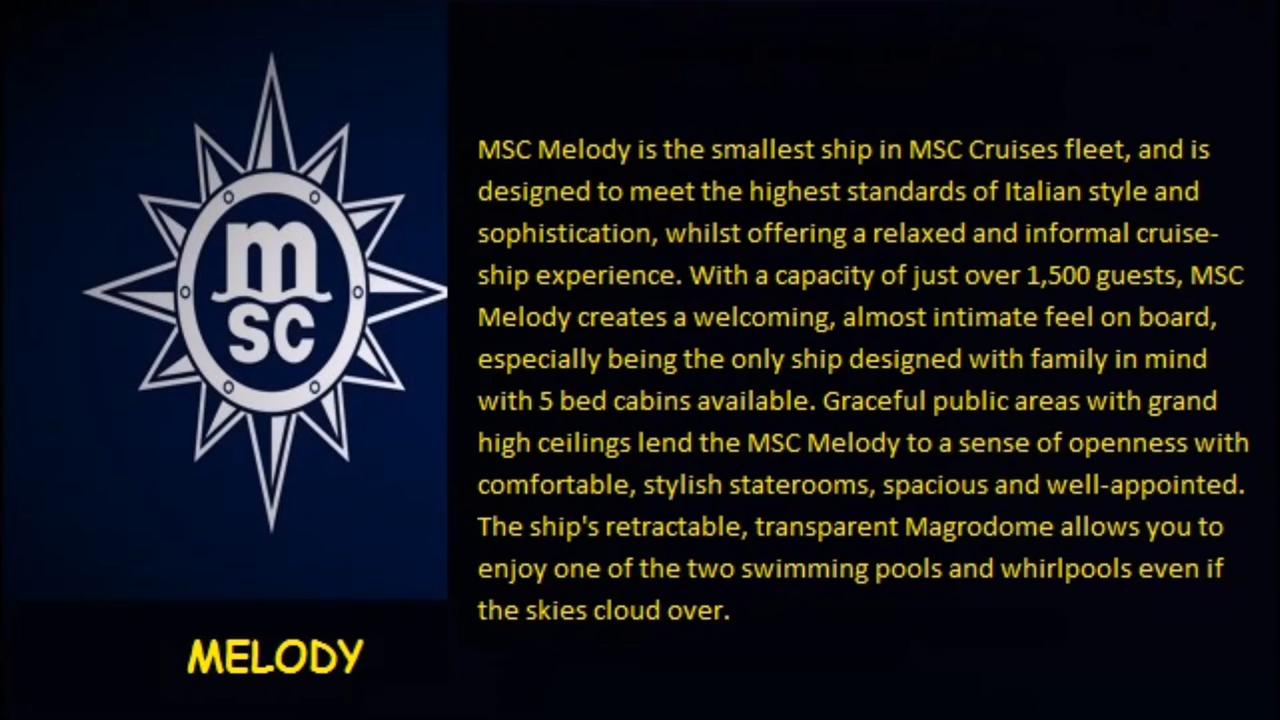 m
sc
MSC Melody is the smallest ship in MSC Cruises fleet, and is
designed to meet the highest standards of Italian style and
sophistication, whilst offering a relaxed and informal cruise-
ship experience. With a capacity of just over 1,500 guests, MSC
Melody creates a welcoming, almost intimate feel on board,
especially being the only ship designed with family in mind
with 5 bed cabins available. Graceful public areas with grand
high ceilings lend the MSC Melody to a sense of openness with
comfortable, stylish staterooms, spacious and well-appointed.
The ship's retractable, transparent Magrodome allows you to
enjoy one of the two swimming pools and whirlpools even if
the skies cloud over.
MELODY